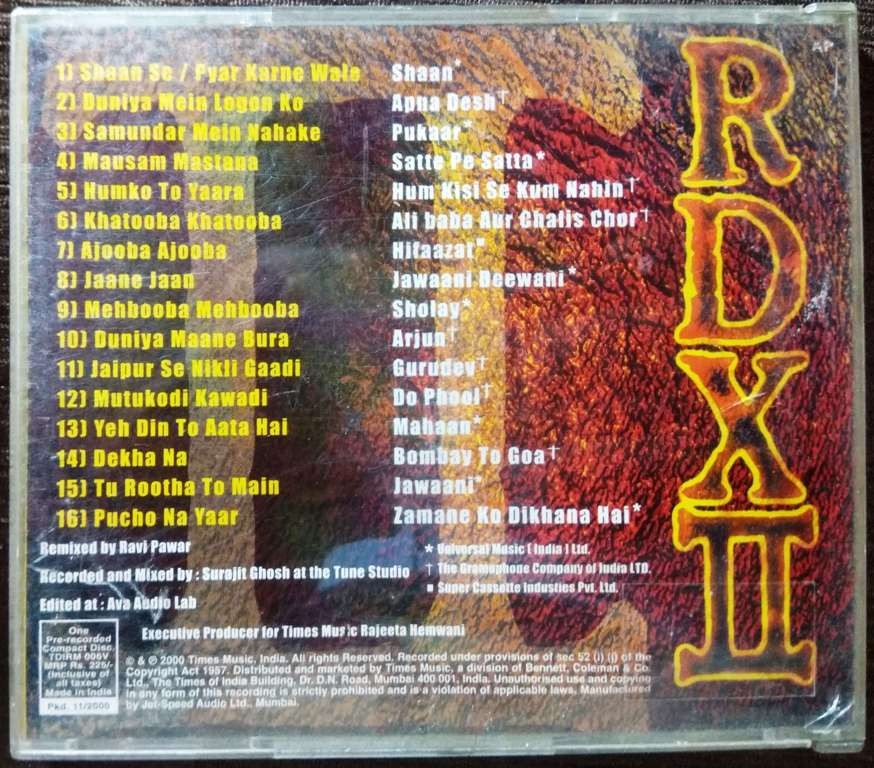 1) Shaan Se / Pyar Karne Wale Shaan*
2) Duniya Mein Logon Ko Apna Desh†
3) Samundar Mein Nahake Pukaar*
4) Mausam Mastana Satte Pe Satta*
5) Humko To Yaara Hum Kisi Se Kum Nahin†
6) Khatooba Khatooba Ali baba Aur Chalis Chor†
7) Ajooba Ajooba Hifaazat▪
8) Jaane Jaan Jawaani Deewani*
9) Mehbooba Mehbooba Sholay*
10) Duniya Maane Bura Arjun†
11) Jaipur Se Nikli Gaadi Gurudev†
12) Mutukodi Kawadi Do Phool†
13) Yeh Din To Aata Hai Mahaan*
14) Dekha Na Bombay To Goa†
15) Tu Rootha To Main Jawaani*
16) Pucho Na Yaar Zamane Ko Dikhana Hai*
RDX II
Remixed by Ravi Pawar
Recorded and Mixed by : Surojit Ghosh at the Tune Studio
Edited at : Ava Audio Lab
* Universal Music [ India ] Ltd.
† The Gramophone Company of India LTD.
▪ Super Cassette Industies Pvt. Ltd.
Executive Producer for Times Music Rajeeta Hemwani
One
Pre-recorded
Compact Disc.
TDIRM 006V
MRP Rs. 225/-
(Inclusive of
all taxes)
Made in India
Pkd. 11/2000
© & ℗ 2000 Times Music, India. All rights Reserved. Recorded under provisions of sec 52 (i) (j) of the
Copyright Act 1957. Distributed and marketed by Times Music, a division of Bennett, Coleman & Co.
Ltd., The Times of India Building, Dr. D.N. Road, Mumbai 400 001, India. Unauthorised use and copying
in any form of this recording is strictly prohibited and is a violation of applicable laws. Manufactured
by Jet-Speed Audio Ltd., Mumbai.